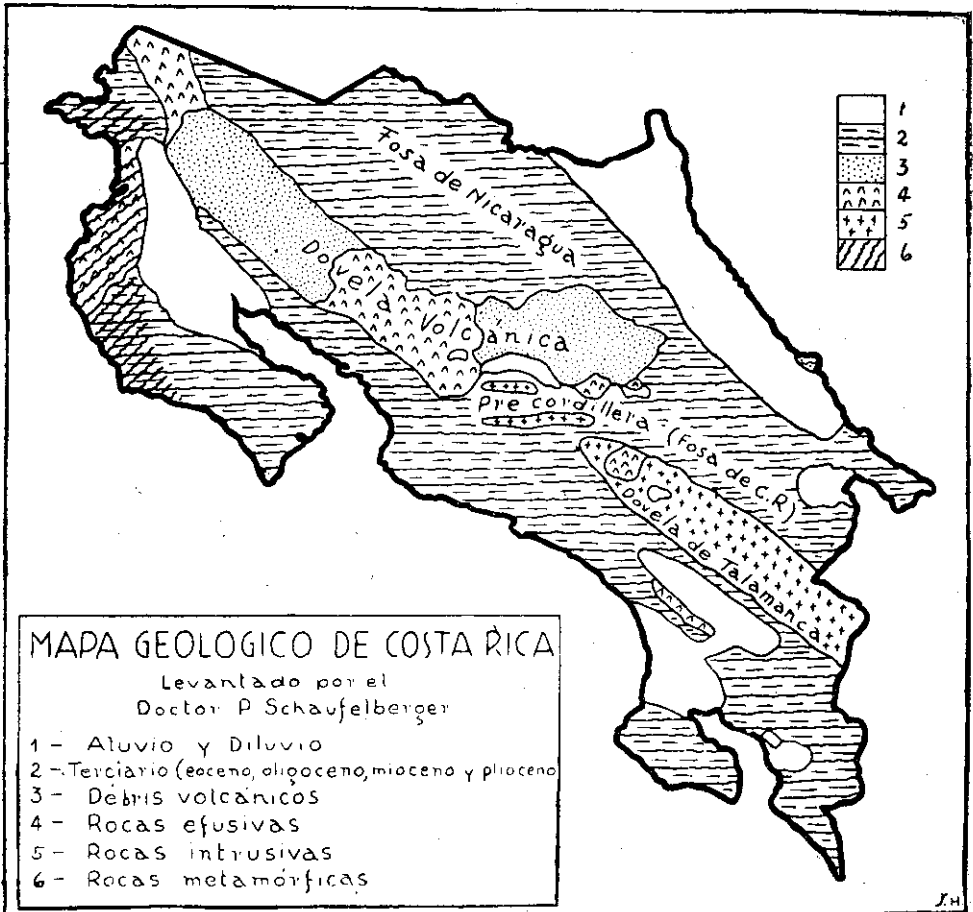 Fosa de Nicaragua
Dovela Volcánica
Pre cordillera - (Fosa de C.R)
Dovela de Talamanca
1
2
3
4
5
6
MAPA GEOLOGICO DE COSTA RICA
Levantado por el
Doctor P Schaufelberger
1 - Aluvio y Diluvio
2 - Terciario (eoceno, oligoceno, mioceno y plioceno
3 - Débris volcánicos
4 - Rocas efusivas
5 - Rocas intrusivas
6 - Rocas metamórficas
J.H.